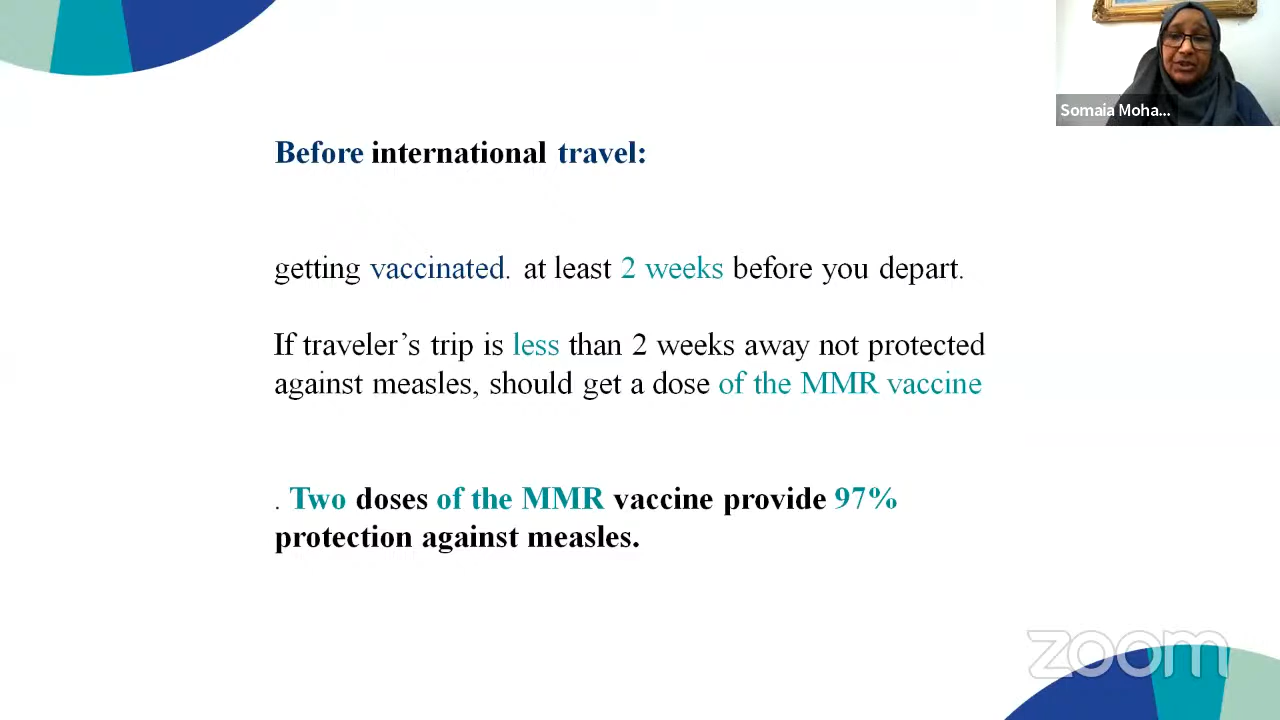 Somaia Moha...
Before international travel:
getting vaccinated. at least 2 weeks before you depart.
If traveler’s trip is less than 2 weeks away not protected
against measles, should get a dose of the MMR vaccine
. Two doses of the MMR vaccine provide 97%
protection against measles.
zoom